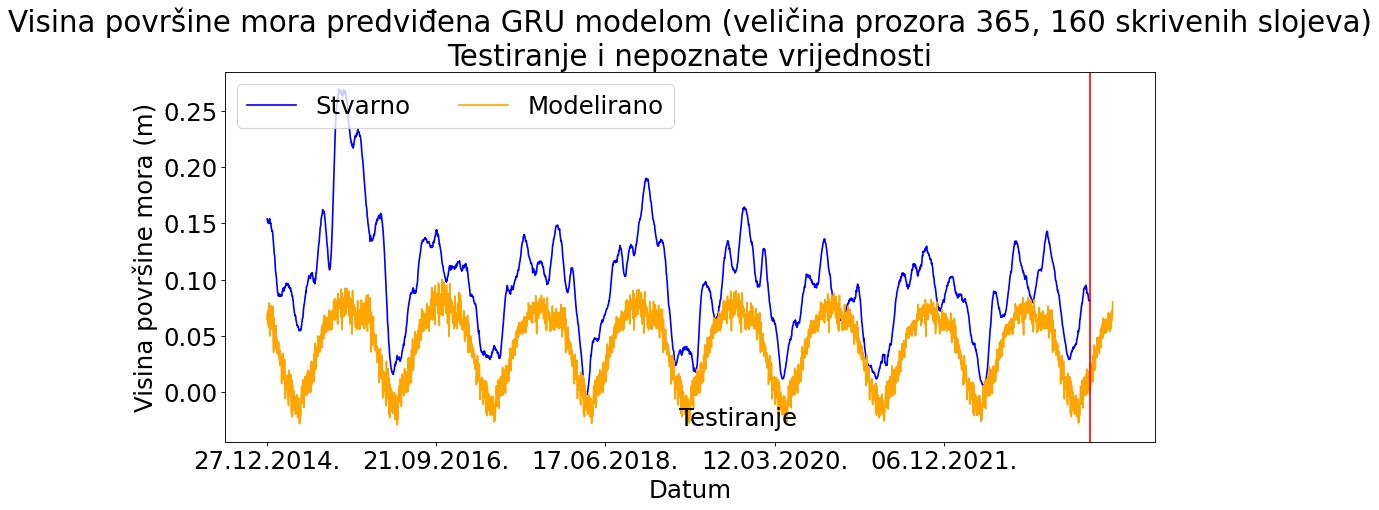 Visina površine mora predviđena GRU modelom (veličina prozora 365, 160 skrivenih slojeva)
Testiranje i nepoznate vrijednosti
Stvarno
Modelirano
Visina površine mora (m)
0.25
0.20
0.15
0.10
0.05
0.00
Testiranje
27.12.2014.
21.09.2016.
17.06.2018.
12.03.2020.
06.12.2021.
Datum